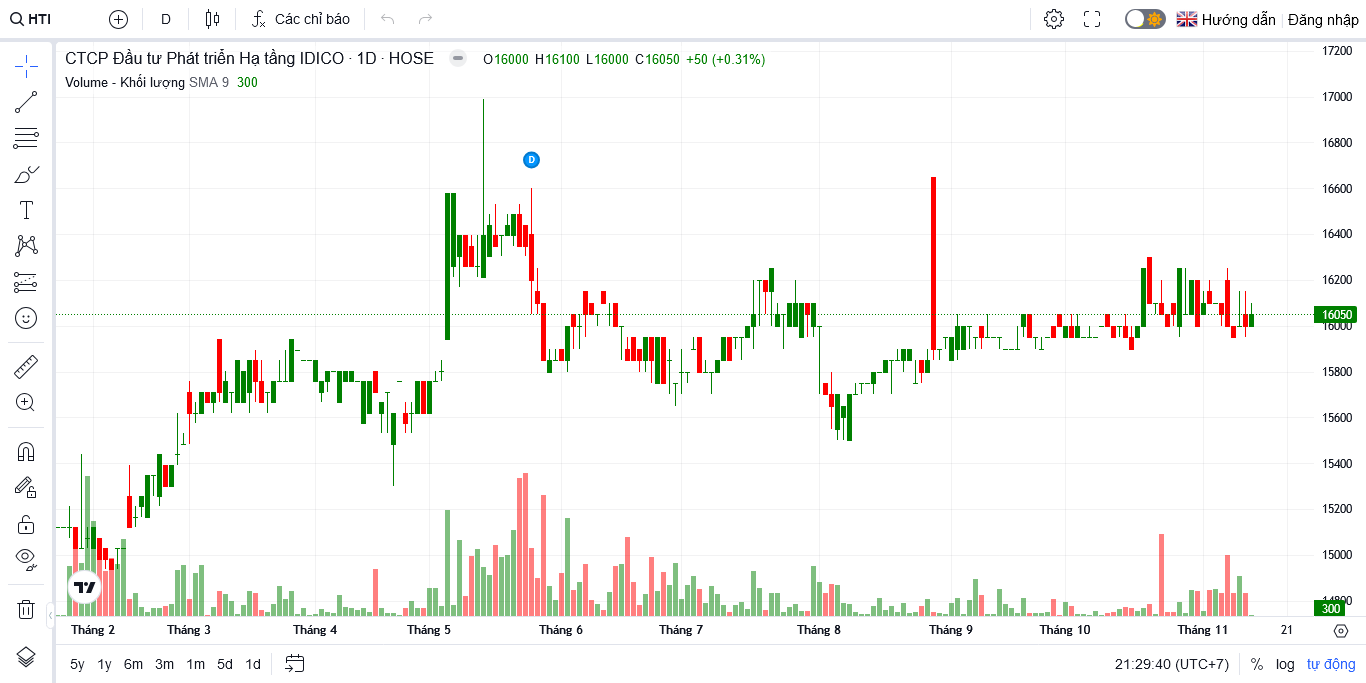 HTI D Các chỉ báo Hướng dẫn Đăng nhập
CTCP Đầu tư Phát triển Hạ tầng IDICO · 1D · HOSE O16000 H16100 L16000 C16050 +50 (+0.31%)
Volume - Khối lượng SMA 9 300
D
17200
17000
16800
16600
16400
16200
16050
16000
15800
15600
15400
15200
15000
14800
300
Tháng 2 Tháng 3 Tháng 4 Tháng 5 Tháng 6 Tháng 7 Tháng 8 Tháng 9 Tháng 10 Tháng 11 21
5y 1y 6m 3m 1m 5d 1d 21:29:40 (UTC+7) % log tự động